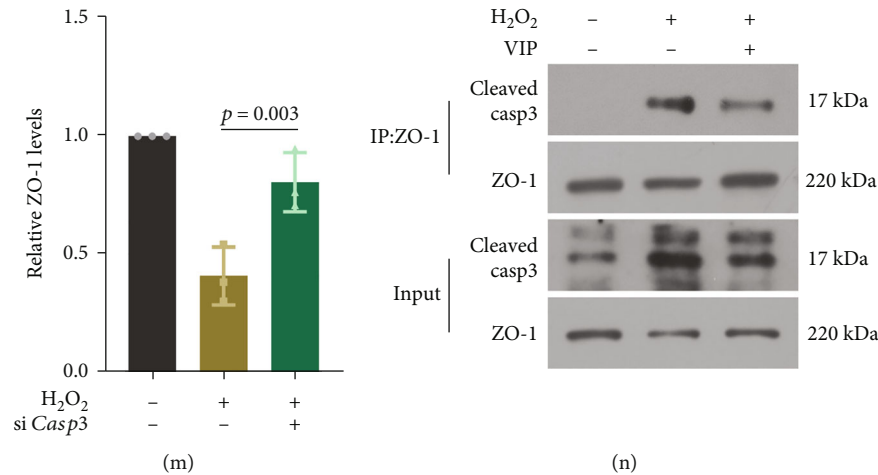 1.5
1.0
0.5
0.0
Relative ZO-1 levels
p = 0.003
H₂O₂ – + +
si Casp3 – – +
(m)
H₂O₂ – + +
VIP – – +
IP:ZO-1
Cleaved
casp3
17 kDa
ZO-1
220 kDa
Input
Cleaved
casp3
17 kDa
ZO-1
220 kDa
(n)